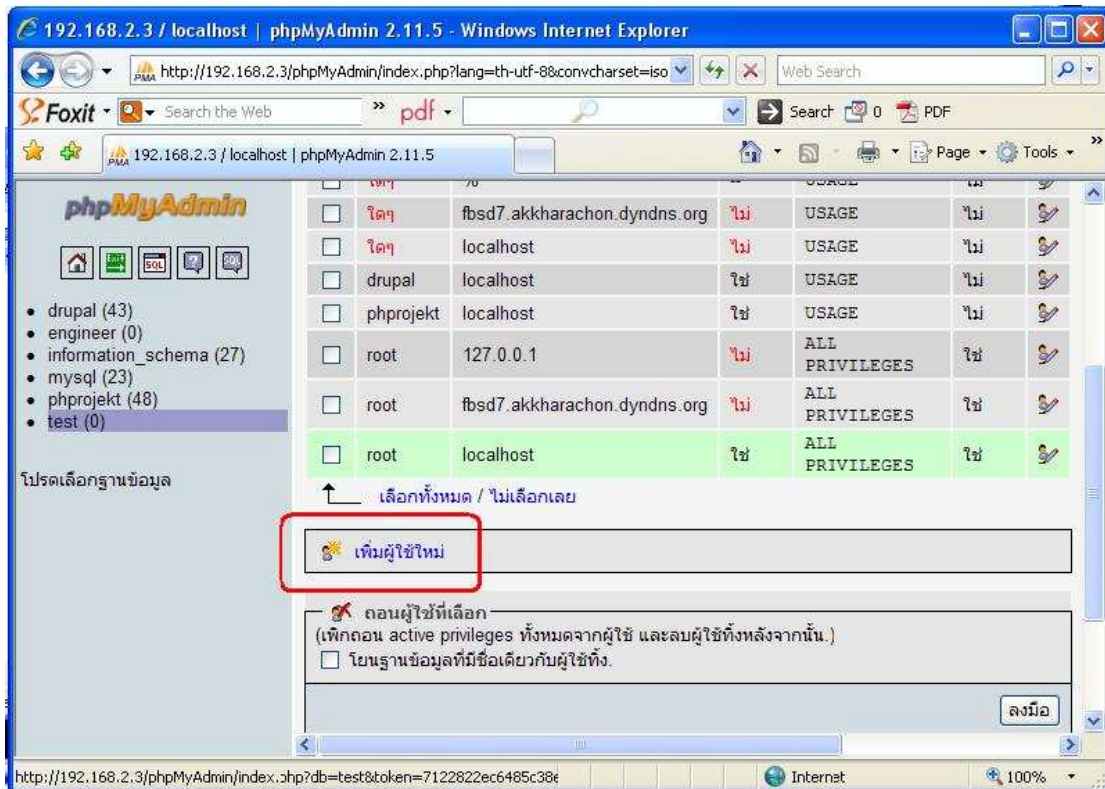 192.168.2.3 / localhost | phpMyAdmin 2.11.5 - Windows Internet Explorer
http://192.168.2.3/phpMyAdmin/index.php?lang=th-utf-8&convcharset=iso Web Search
Foxit Search the Web » pdf Search 0 PDF
PMA 192.168.2.3 / localhost | phpMyAdmin 2.11.5 Page Tools »
phpMyAdmin
Exit SQL ? SQL
drupal (43)
engineer (0)
information_schema (27)
mysql (23)
phprojekt (48)
test (0)
โปรดเลือกฐานข้อมูล
ใดๆ % -- USAGE ไม่
ใดๆ fbsd7.akkharachon.dyndns.org ไม่ USAGE ไม่
ใดๆ localhost ไม่ USAGE ไม่
drupal localhost ใช่ USAGE ไม่
phprojekt localhost ใช่ USAGE ไม่
root 127.0.0.1 ไม่ ALL PRIVILEGES ใช่
root fbsd7.akkharachon.dyndns.org ไม่ ALL PRIVILEGES ใช่
root localhost ใช่ ALL PRIVILEGES ใช่
เลือกทั้งหมด / ไม่เลือกเลย
เพิ่มผู้ใช้ใหม่
ถอนผู้ใช้ที่เลือก
(เพิกถอน active privileges ทั้งหมดจากผู้ใช้ และลบผู้ใช้ทิ้งหลังจากนั้น.)
โยนฐานข้อมูลที่มีชื่อเดียวกับผู้ใช้ทิ้ง.
ลงมือ
http://192.168.2.3/phpMyAdmin/index.php?db=test&token=7122822ec6485c38e Internet 100%